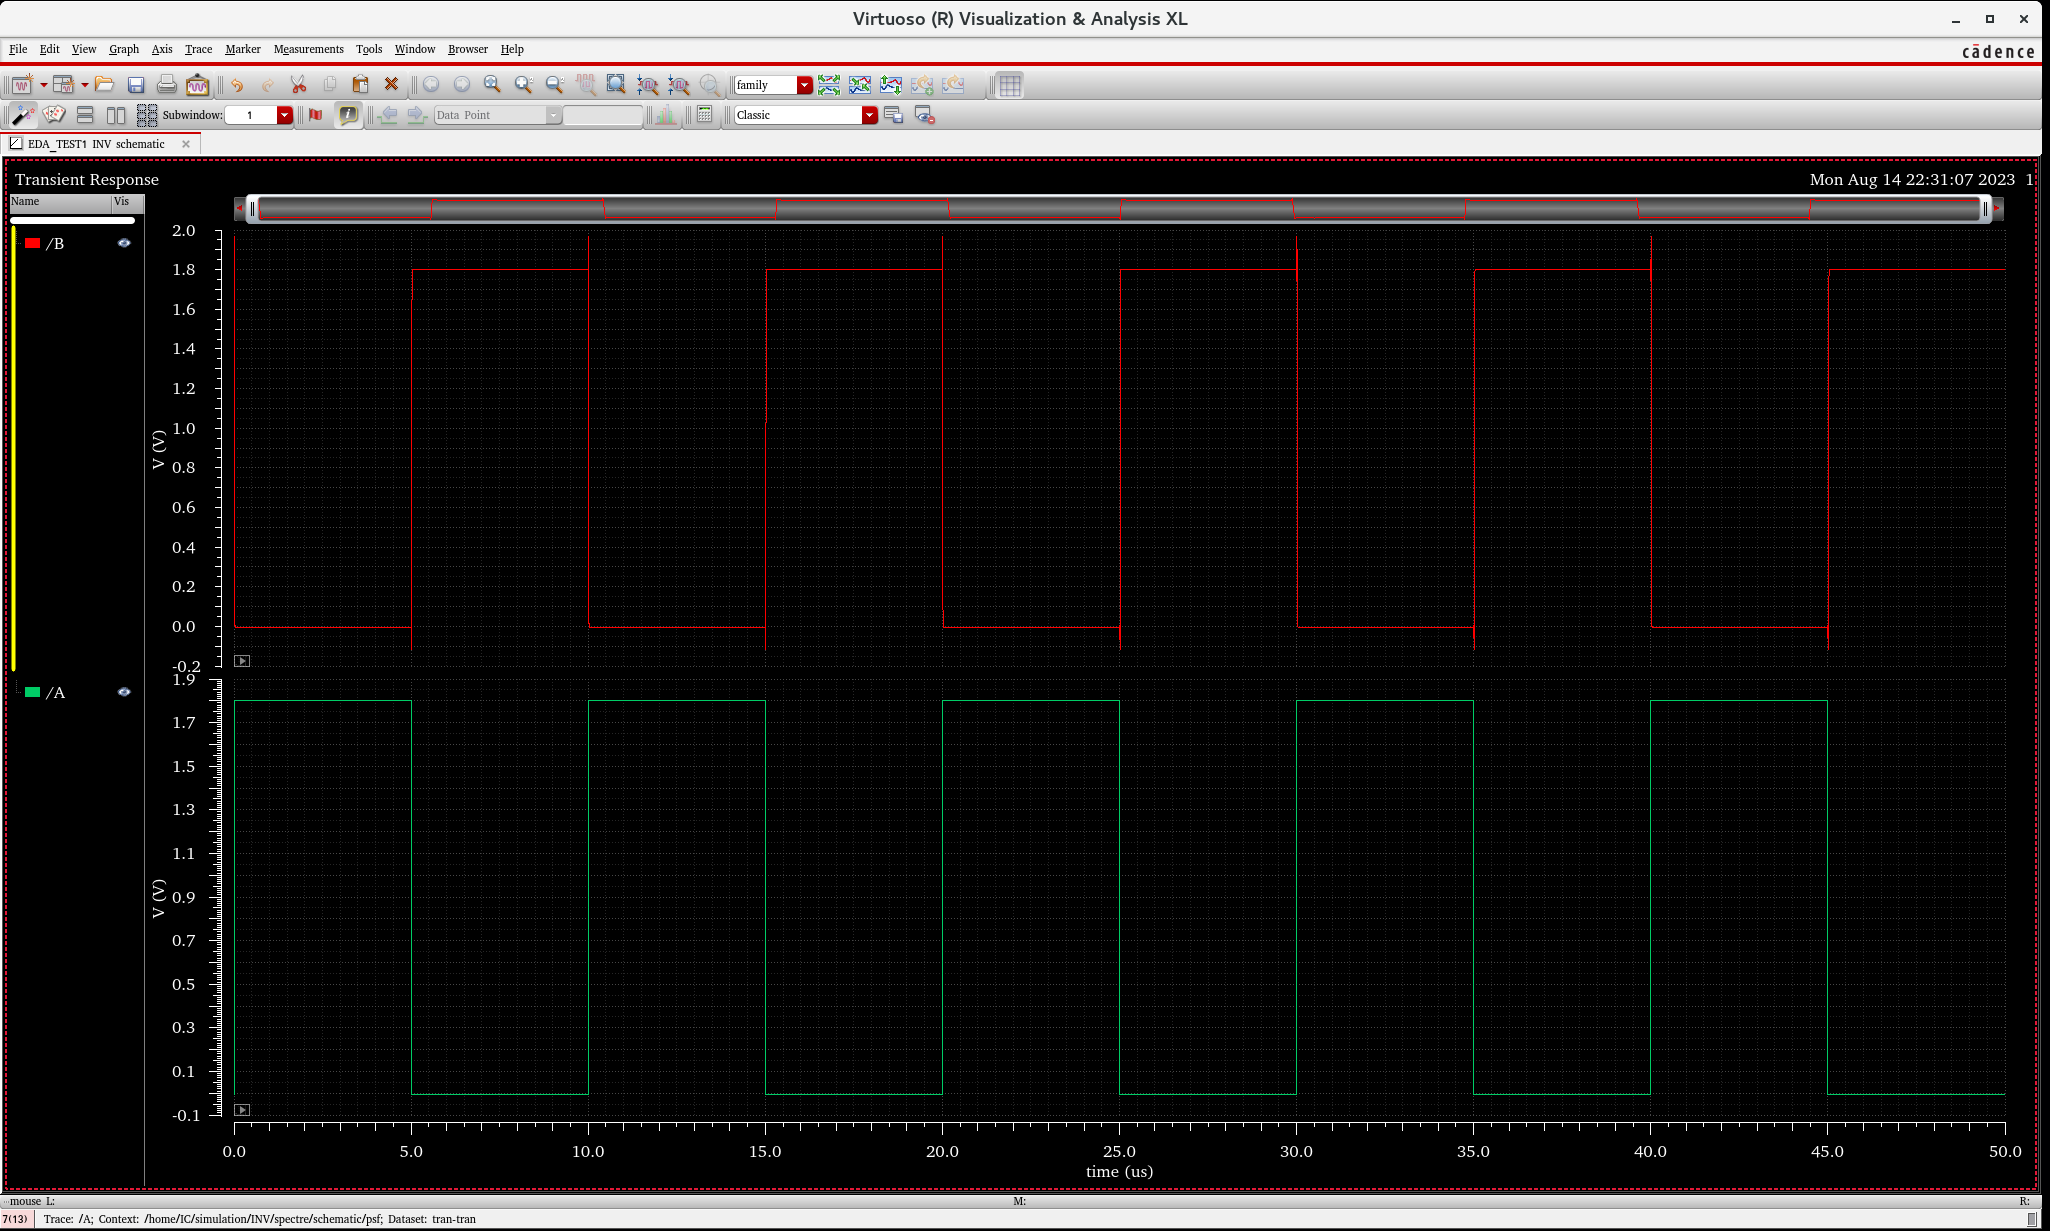 Virtuoso (R) Visualization & Analysis XL
File Edit View Graph Axis Trace Marker Measurements Tools Window Browser Help
cādence
family
Subwindow: 1 Data Point Classic
EDA_TEST1 INV schematic
Transient Response
Mon Aug 14 22:31:07 2023 1
Name Vis
/B
2.0
1.8
1.6
1.4
1.2
1.0
0.8
0.6
0.4
0.2
0.0
-0.2
V (V)
/A
1.9
1.7
1.5
1.3
1.1
0.9
0.7
0.5
0.3
0.1
-0.1
V (V)
0.0 5.0 10.0 15.0 20.0 25.0 30.0 35.0 40.0 45.0 50.0
time (us)
mouse L: M: R:
7(13) Trace: /A; Context: /home/IC/simulation/INV/spectre/schematic/psf; Dataset: tran-tran